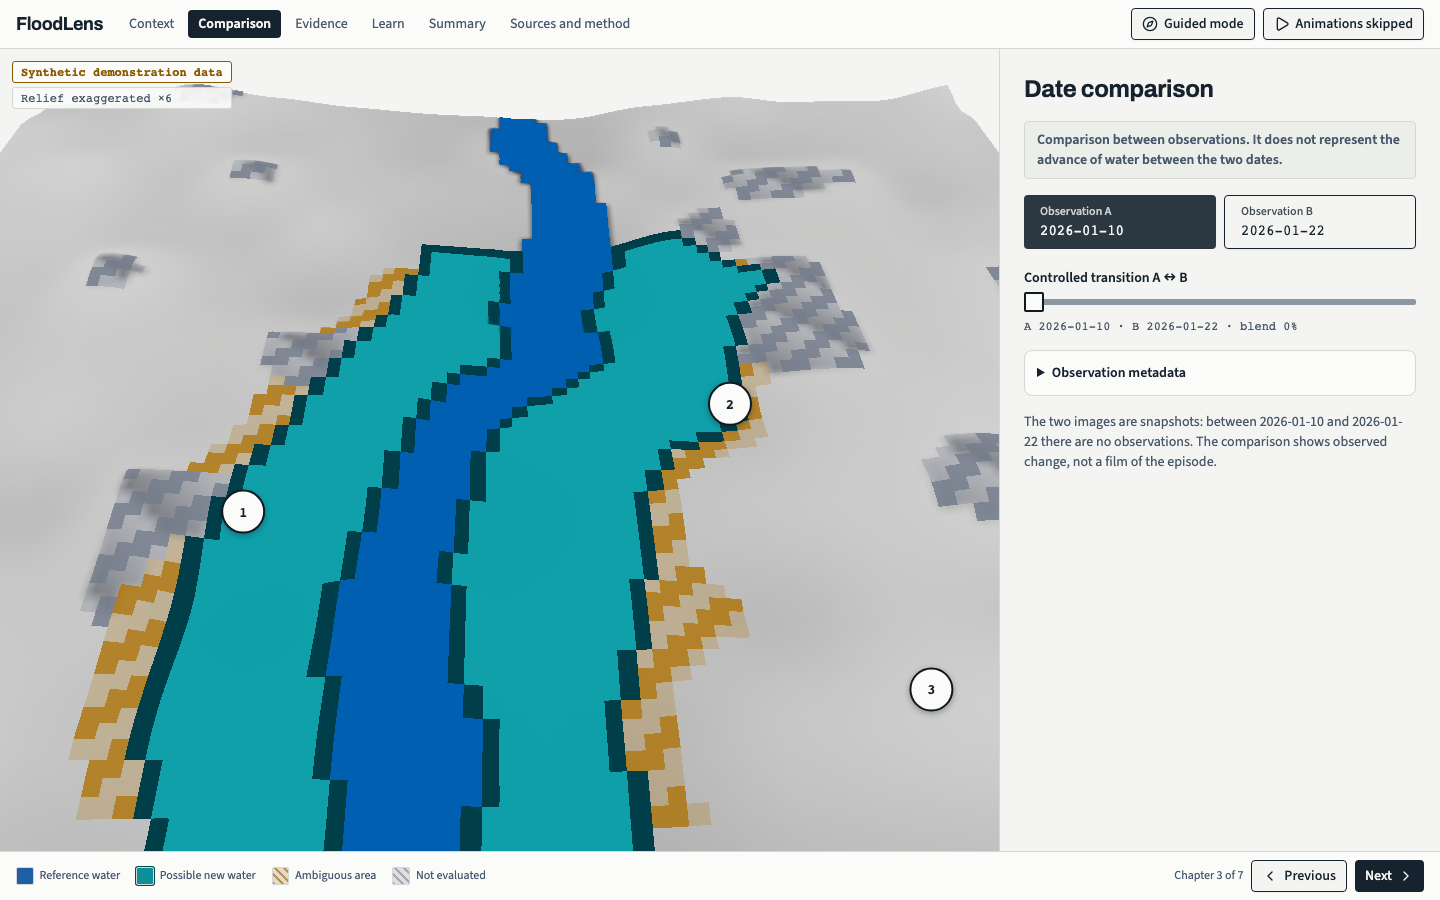 FloodLens
Context
Comparison
Evidence
Learn
Summary
Sources and method
Guided mode
Animations skipped
Synthetic demonstration data
Relief exaggerated ×6
1
2
3
Date comparison
Comparison between observations. It does not represent the
advance of water between the two dates.
Observation A
2026-01-10
Observation B
2026-01-22
Controlled transition A ↔ B
A 2026-01-10 · B 2026-01-22 · blend 0%
Observation metadata
The two images are snapshots: between 2026-01-10 and 2026-01-
22 there are no observations. The comparison shows observed
change, not a film of the episode.
Reference water
Possible new water
Ambiguous area
Not evaluated
Chapter 3 of 7
Previous
Next